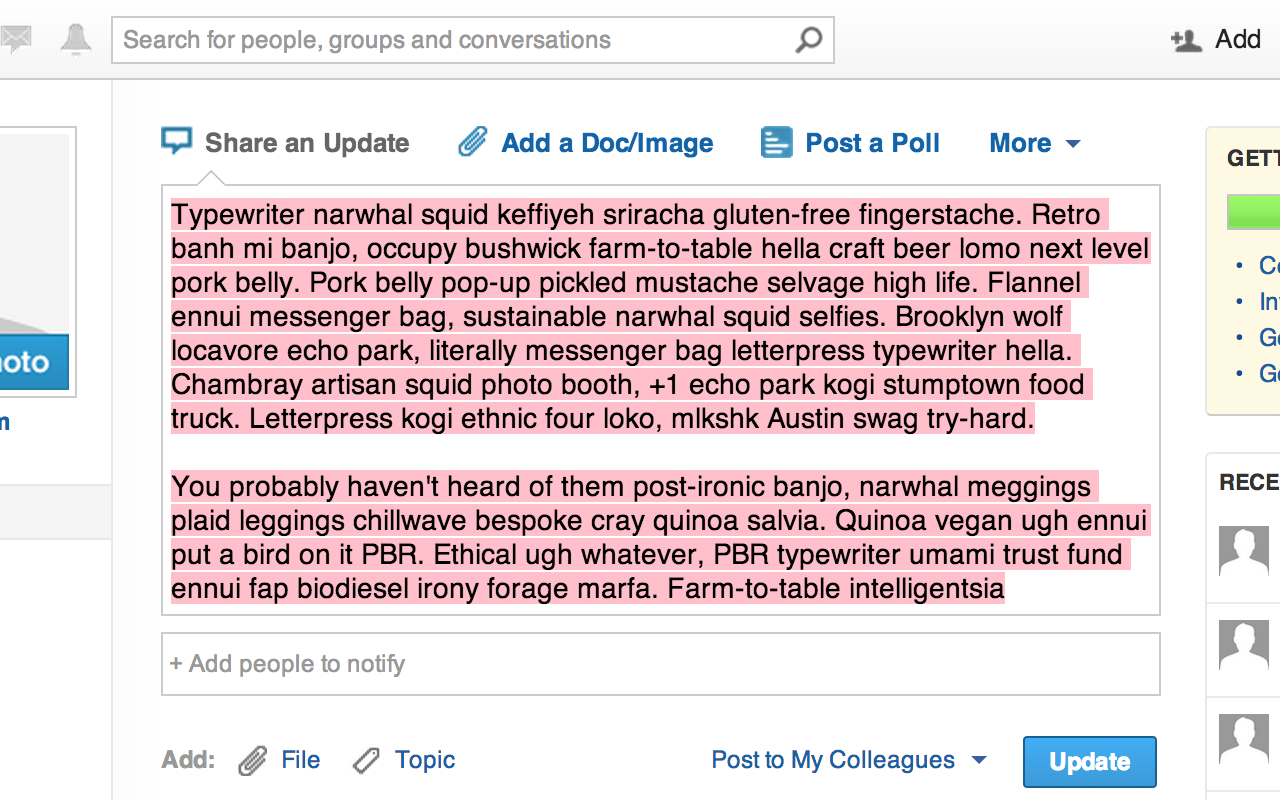 Search for people, groups and conversations
Add
Share an Update
Add a Doc/Image
Post a Poll
More
Typewriter narwhal squid keffiyeh sriracha gluten-free fingerstache. Retro
banh mi banjo, occupy bushwick farm-to-table hella craft beer lomo next level
pork belly. Pork belly pop-up pickled mustache selvage high life. Flannel
ennui messenger bag, sustainable narwhal squid selfies. Brooklyn wolf
locavore echo park, literally messenger bag letterpress typewriter hella.
Chambray artisan squid photo booth, +1 echo park kogi stumptown food
truck. Letterpress kogi ethnic four loko, mlkshk Austin swag try-hard.
You probably haven't heard of them post-ironic banjo, narwhal meggings
plaid leggings chillwave bespoke cray quinoa salvia. Quinoa vegan ugh ennui
put a bird on it PBR. Ethical ugh whatever, PBR typewriter umami trust fund
ennui fap biodiesel irony forage marfa. Farm-to-table intelligentsia
+ Add people to notify
Add:
File
Topic
Post to My Colleagues
Update